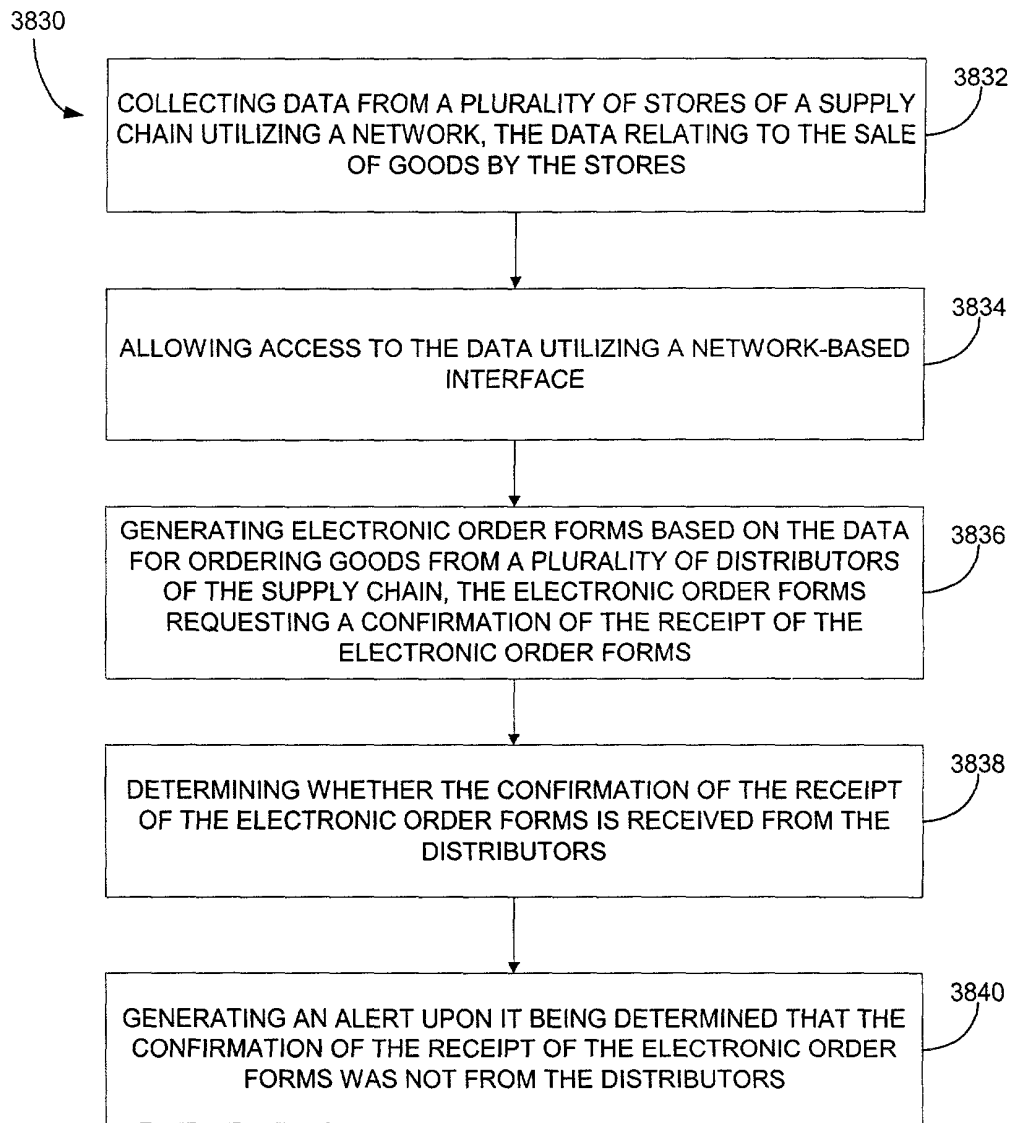 3830
COLLECTING DATA FROM A PLURALITY OF STORES OF A SUPPLY
CHAIN UTILIZING A NETWORK, THE DATA RELATING TO THE SALE
OF GOODS BY THE STORES
3832
ALLOWING ACCESS TO THE DATA UTILIZING A NETWORK-BASED
INTERFACE
3834
GENERATING ELECTRONIC ORDER FORMS BASED ON THE DATA
FOR ORDERING GOODS FROM A PLURALITY OF DISTRIBUTORS
OF THE SUPPLY CHAIN, THE ELECTRONIC ORDER FORMS
REQUESTING A CONFIRMATION OF THE RECEIPT OF THE
ELECTRONIC ORDER FORMS
3836
DETERMINING WHETHER THE CONFIRMATION OF THE RECEIPT
OF THE ELECTRONIC ORDER FORMS IS RECEIVED FROM THE
DISTRIBUTORS
3838
GENERATING AN ALERT UPON IT BEING DETERMINED THAT THE
CONFIRMATION OF THE RECEIPT OF THE ELECTRONIC ORDER
FORMS WAS NOT FROM THE DISTRIBUTORS
3840